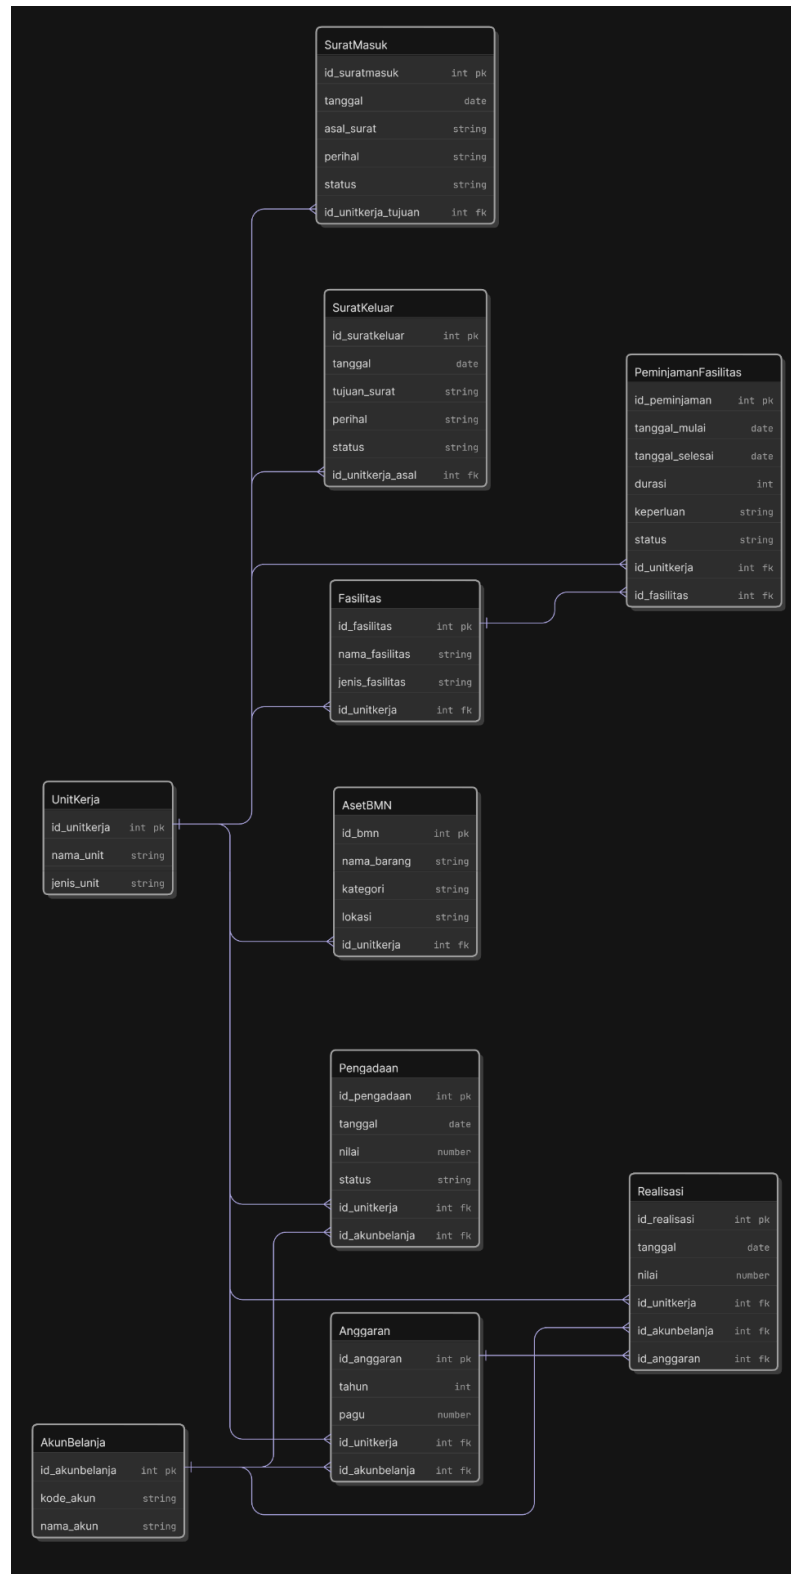 SuratMasuk
id_suratmasuk int pk
tanggal date
asal_surat string
perihal string
status string
id_unitkerja_tujuan int fk
SuratKeluar
id_suratkeluar int pk
tanggal date
tujuan_surat string
perihal string
status string
id_unitkerja_asal int fk
PeminjamanFasilitas
id_peminjaman int pk
tanggal_mulai date
tanggal_selesai date
durasi int
keperluan string
status string
id_unitkerja int fk
id_fasilitas int fk
Fasilitas
id_fasilitas int pk
nama_fasilitas string
jenis_fasilitas string
id_unitkerja int fk
UnitKerja
id_unitkerja int pk
nama_unit string
jenis_unit string
AsetBMN
id_bmn int pk
nama_barang string
kategori string
lokasi string
id_unitkerja int fk
Pengadaan
id_pengadaan int pk
tanggal date
nilai number
status string
id_unitkerja int fk
id_akunbelanja int fk
Realisasi
id_realisasi int pk
tanggal date
nilai number
id_unitkerja int fk
id_akunbelanja int fk
id_anggaran int fk
Anggaran
id_anggaran int pk
tahun int
pagu number
id_unitkerja int fk
id_akunbelanja int fk
AkunBelanja
id_akunbelanja int pk
kode_akun string
nama_akun string